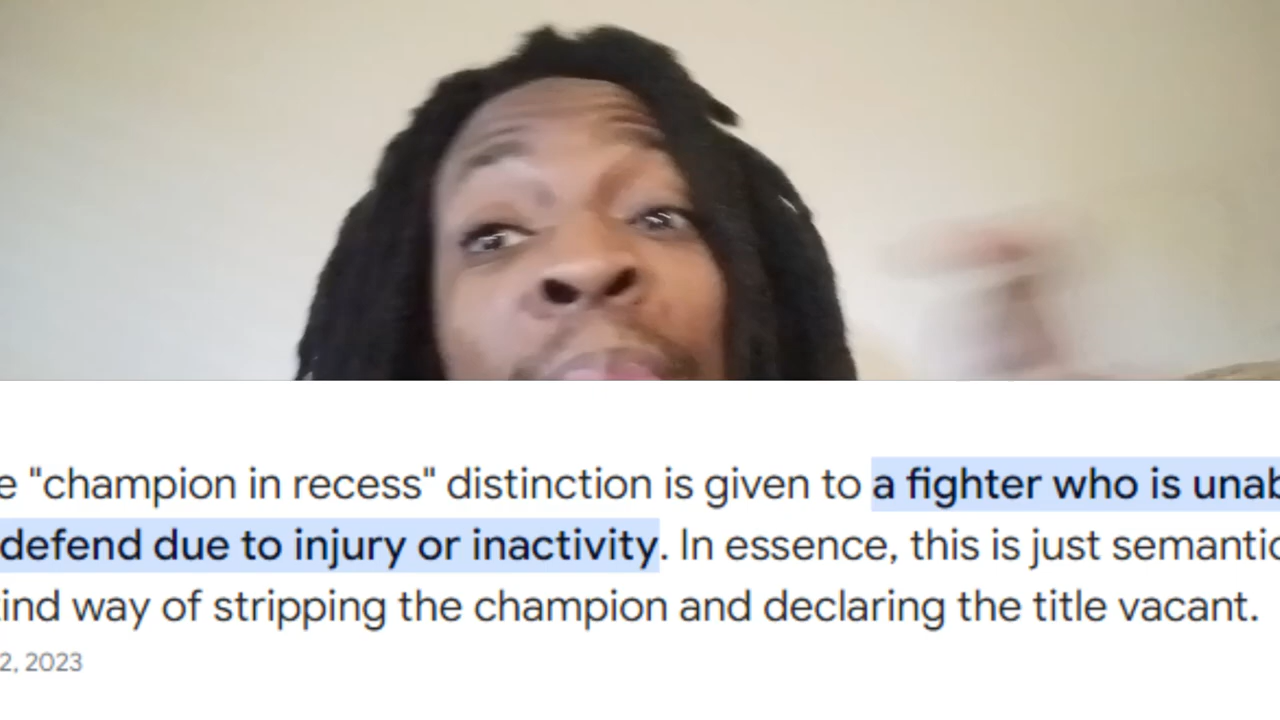 e "champion in recess" distinction is given to a fighter who is unab
defend due to injury or inactivity. In essence, this is just semantic
kind way of stripping the champion and declaring the title vacant.
2, 2023